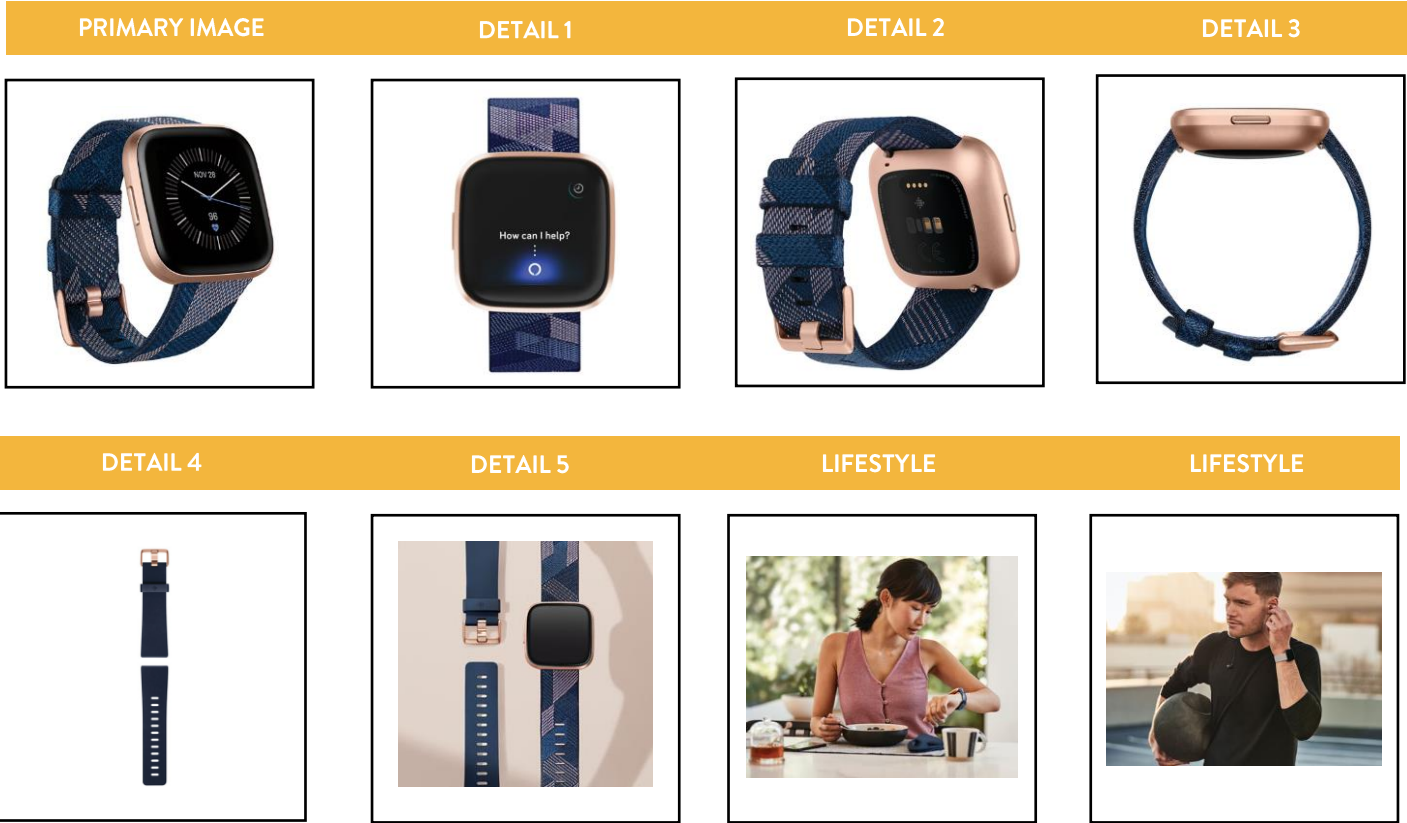 PRIMARY IMAGE
DETAIL 1
DETAIL 2
DETAIL 3
NOV 28
96
How can I help?
CE
DETAIL 4
DETAIL 5
LIFESTYLE
LIFESTYLE